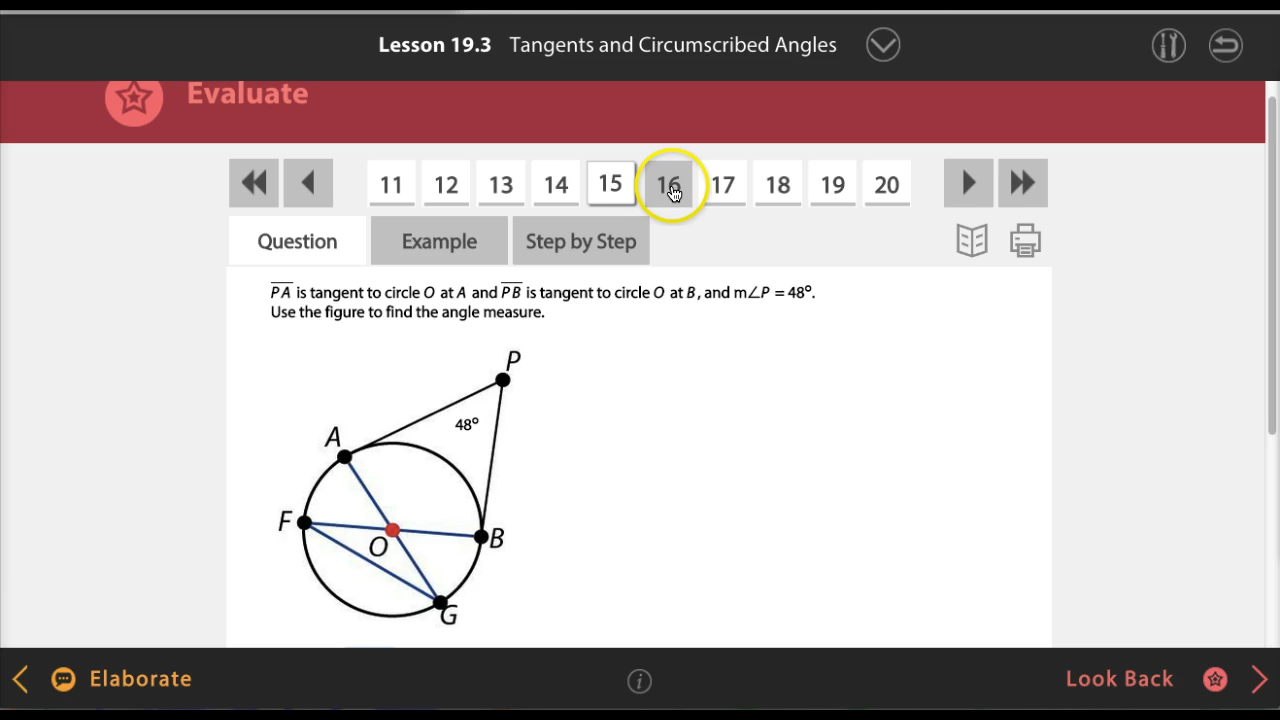 Lesson 19.3 Tangents and Circumscribed Angles
Evaluate
11 12 13 14 15 16 17 18 19 20
Question Example Step by Step
PA is tangent to circle O at A and PB is tangent to circle O at B, and m∠P = 48°.
Use the figure to find the angle measure.
P
48°
A
F
O
B
G
Elaborate
i
Look Back